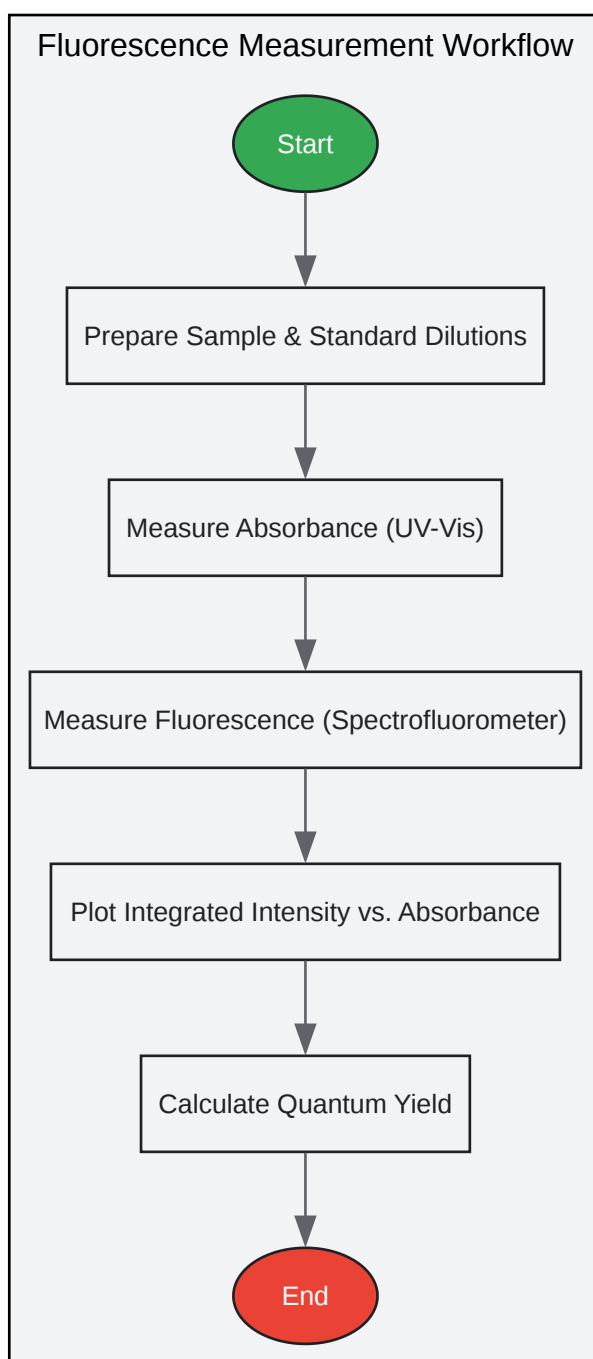 Fluorescence Measurement Workflow
Start
Prepare Sample & Standard Dilutions
Measure Absorbance (UV-Vis)
Measure Fluorescence (Spectrofluorometer)
Plot Integrated Intensity vs. Absorbance
Calculate Quantum Yield
End